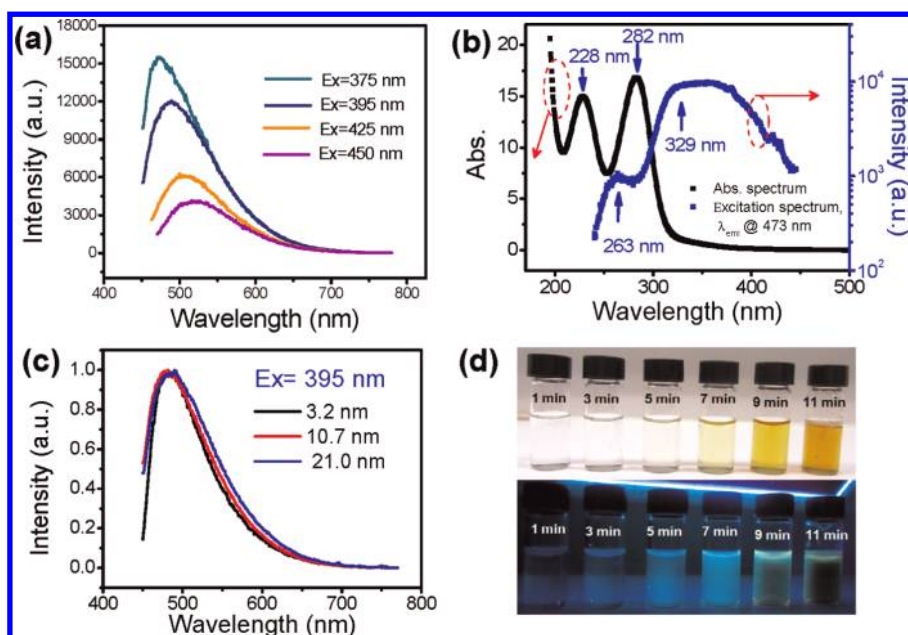 (a)
18000
15000
12000
9000
6000
3000
0
Intensity (a.u.)
Ex=375 nm
Ex=395 nm
Ex=425 nm
Ex=450 nm
400 500 600 700 800
Wavelength (nm)
(b)
20
15
10
5
0
Abs.
228 nm
282 nm
329 nm
263 nm
Abs. spectrum
Excitation spectrum,
λem @ 473 nm
10⁴
10³
10²
Intensity (a.u.)
200 300 400 500
Wavelength (nm)
(c)
1.0
0.8
0.6
0.4
0.2
0.0
Intensity (a.u.)
Ex= 395 nm
3.2 nm
10.7 nm
21.0 nm
400 500 600 700 800
Wavelength (nm)
(d)
1 min 3 min 5 min 7 min 9 min 11 min
1 min 3 min 5 min 7 min 9 min 11 min